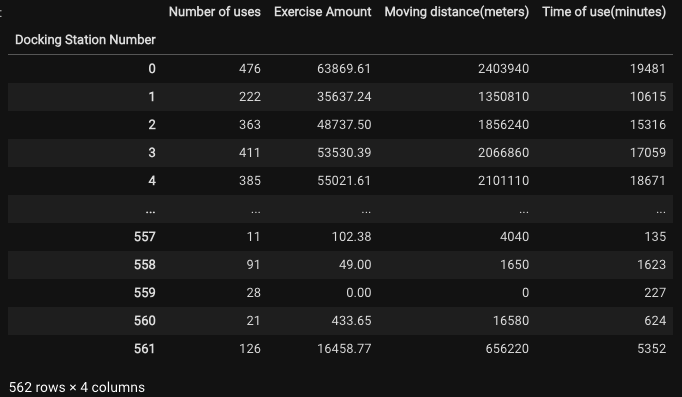 :
Number of uses Exercise Amount Moving distance(meters) Time of use(minutes)
Docking Station Number
0 476 63869.61 2403940 19481
1 222 35637.24 1350810 10615
2 363 48737.50 1856240 15316
3 411 53530.39 2066860 17059
4 385 55021.61 2101110 18671
... ... ... ... ...
557 11 102.38 4040 135
558 91 49.00 1650 1623
559 28 0.00 0 227
560 21 433.65 16580 624
561 126 16458.77 656220 5352
562 rows × 4 columns